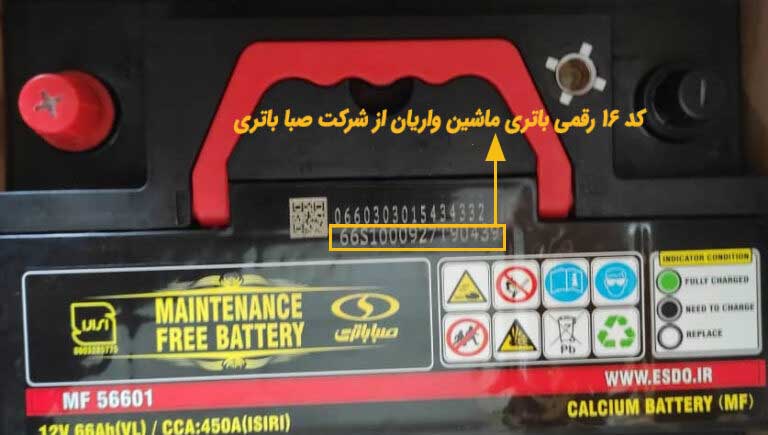 کد ۱۶ رقمی باتری ماشین واریان از شرکت صبا باتری
0660303015434332
66S1000927190439
INDICATOR CONDITION
FULLY CHARGED
NEED TO CHARGE
REPLACE
MAINTENANCE
FREE BATTERY
صباباتری
6003285775
Pb
WWW.ESDO.IR
MF 56601
CALCIUM BATTERY (MF)
12V 66Ah(VL) / CCA:450A(ISIRI)